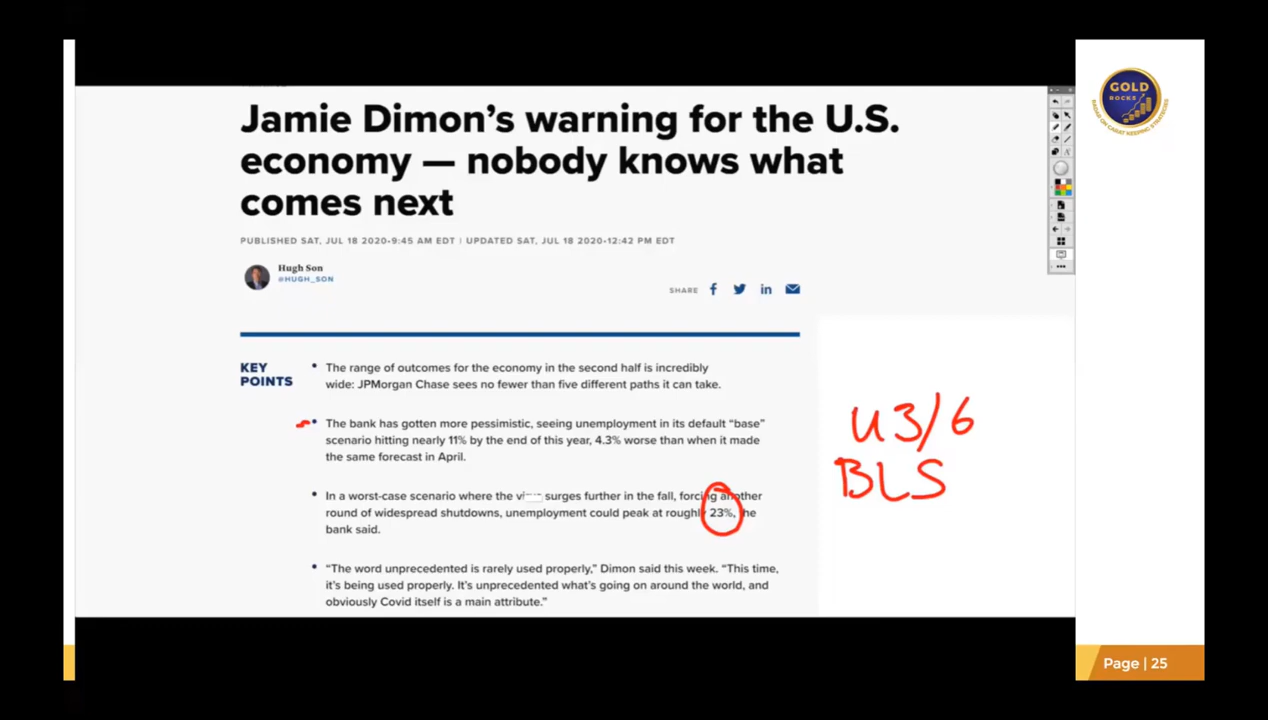 GOLD
ROCKS
Jamie Dimon’s warning for the U.S.
economy — nobody knows what
comes next
PUBLISHED SAT, JUL 18 2020•9:45 AM EDT | UPDATED SAT, JUL 18 2020•12:42 PM EDT
Hugh Son
@HUGH_SON
SHARE
KEY
POINTS
• The range of outcomes for the economy in the second half is incredibly
wide: JPMorgan Chase sees no fewer than five different paths it can take.
• The bank has gotten more pessimistic, seeing unemployment in its default “base”
scenario hitting nearly 11% by the end of this year, 4.3% worse than when it made
the same forecast in April.
• In a worst-case scenario where the surges further in the fall, forcing another
round of widespread shutdowns, unemployment could peak at roughly 23%, the
bank said.
• “The word unprecedented is rarely used properly,” Dimon said this week. “This time,
it’s being used properly. It’s unprecedented what’s going on around the world, and
obviously Covid itself is a main attribute.”
U3/6
BLS
Page | 25